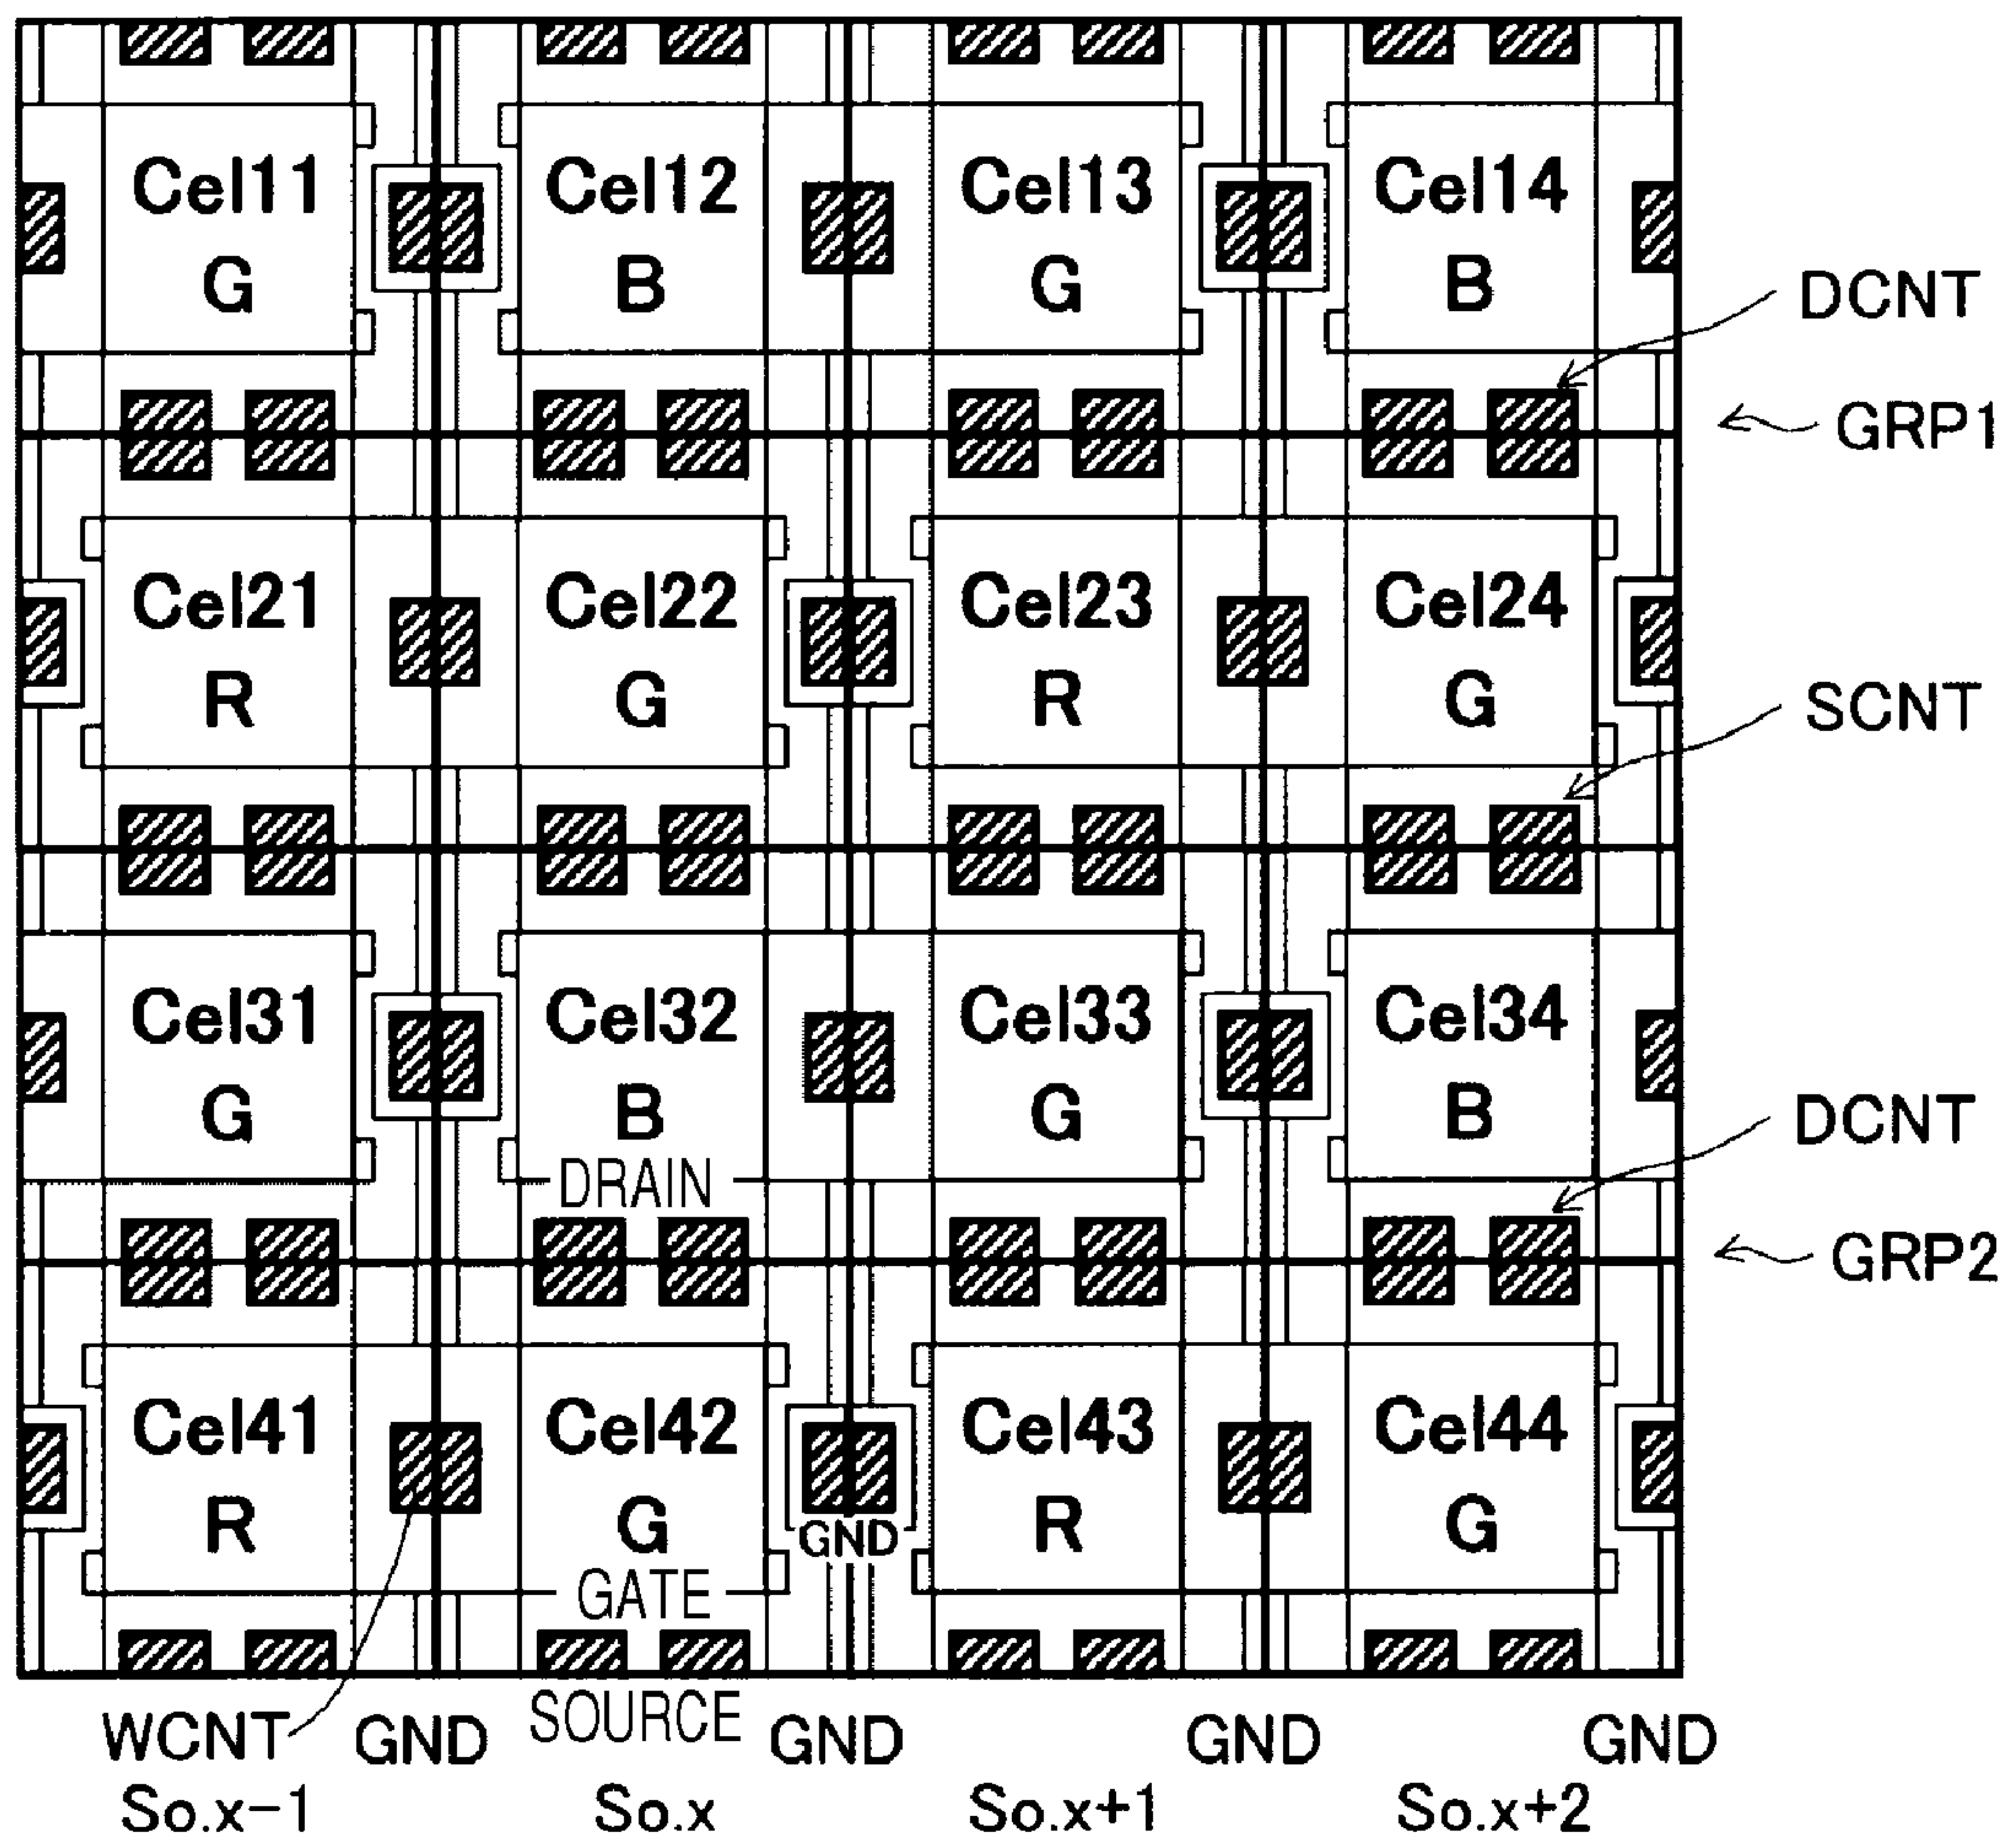 Cel11 Cel12 Cel13 Cel14
G B G B
DCNT
GRP1
Cel21 Cel22 Cel23 Cel24
R G R G
SCNT
Cel31 Cel32 Cel33 Cel34
G B G B
DCNT
DRAIN
GRP2
Cel41 Cel42 Cel43 Cel44
R G R G
GND
GATE
WCNT GND SOURCE GND GND GND
So.x-1 So.x So.x+1 So.x+2